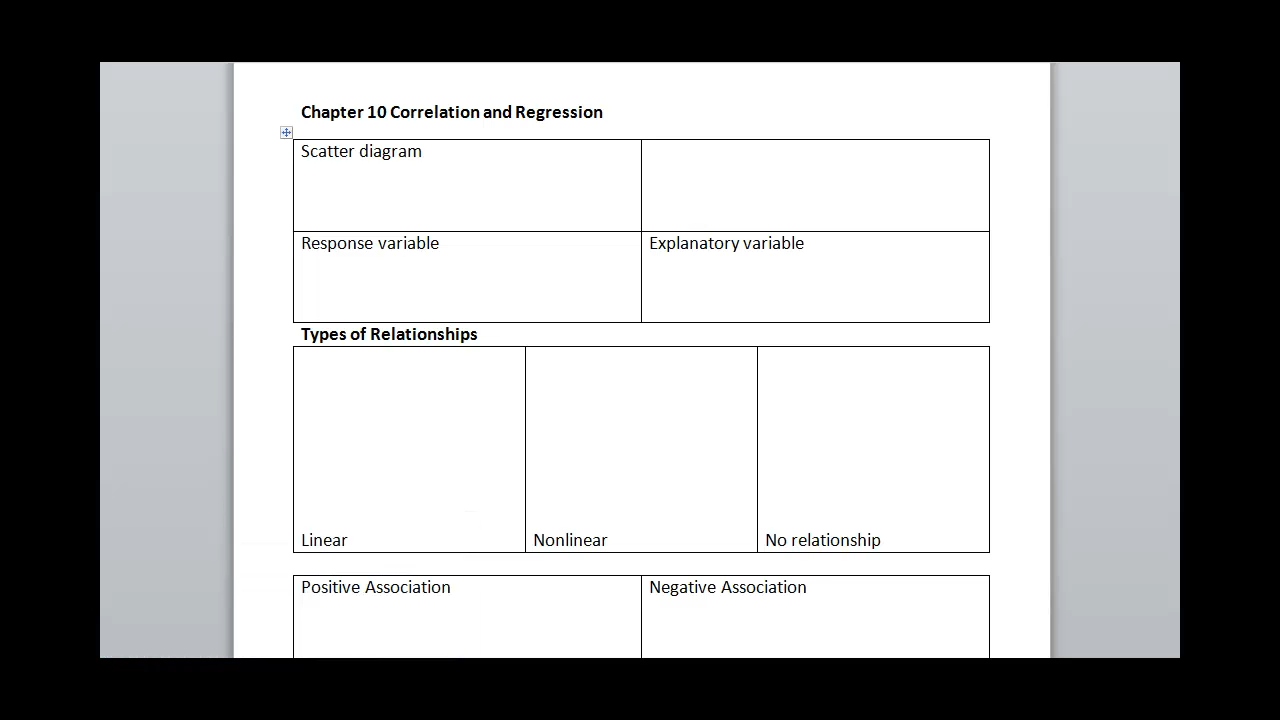 Chapter 10 Correlation and Regression
Scatter diagram
Response variable
Explanatory variable
Types of Relationships
Linear
Nonlinear
No relationship
Positive Association
Negative Association